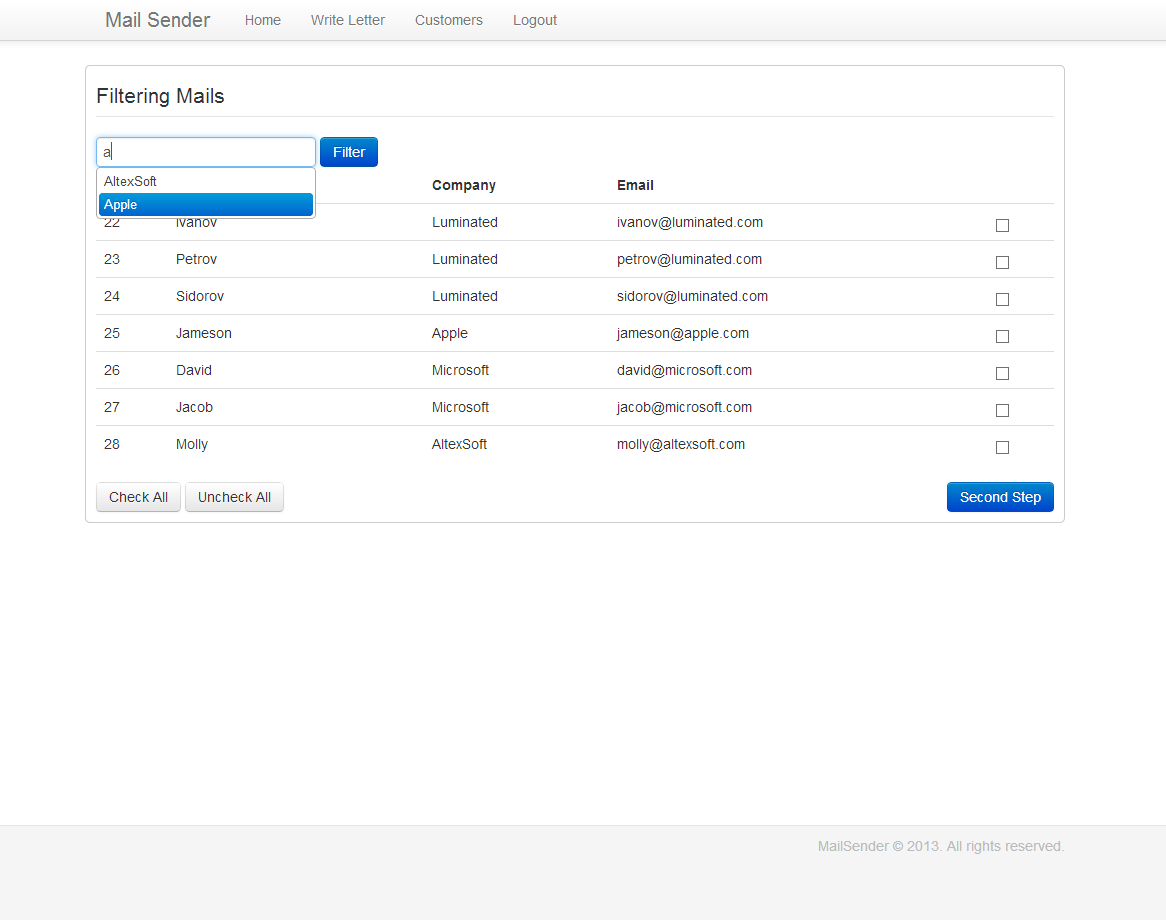 Mail Sender Home Write Letter Customers Logout
Filtering Mails
a Filter
AltexSoft
Company Email
Apple
22 Ivanov Luminated ivanov@luminated.com
23 Petrov Luminated petrov@luminated.com
24 Sidorov Luminated sidorov@luminated.com
25 Jameson Apple jameson@apple.com
26 David Microsoft david@microsoft.com
27 Jacob Microsoft jacob@microsoft.com
28 Molly AltexSoft molly@altexsoft.com
Check All Uncheck All Second Step
MailSender © 2013. All rights reserved.